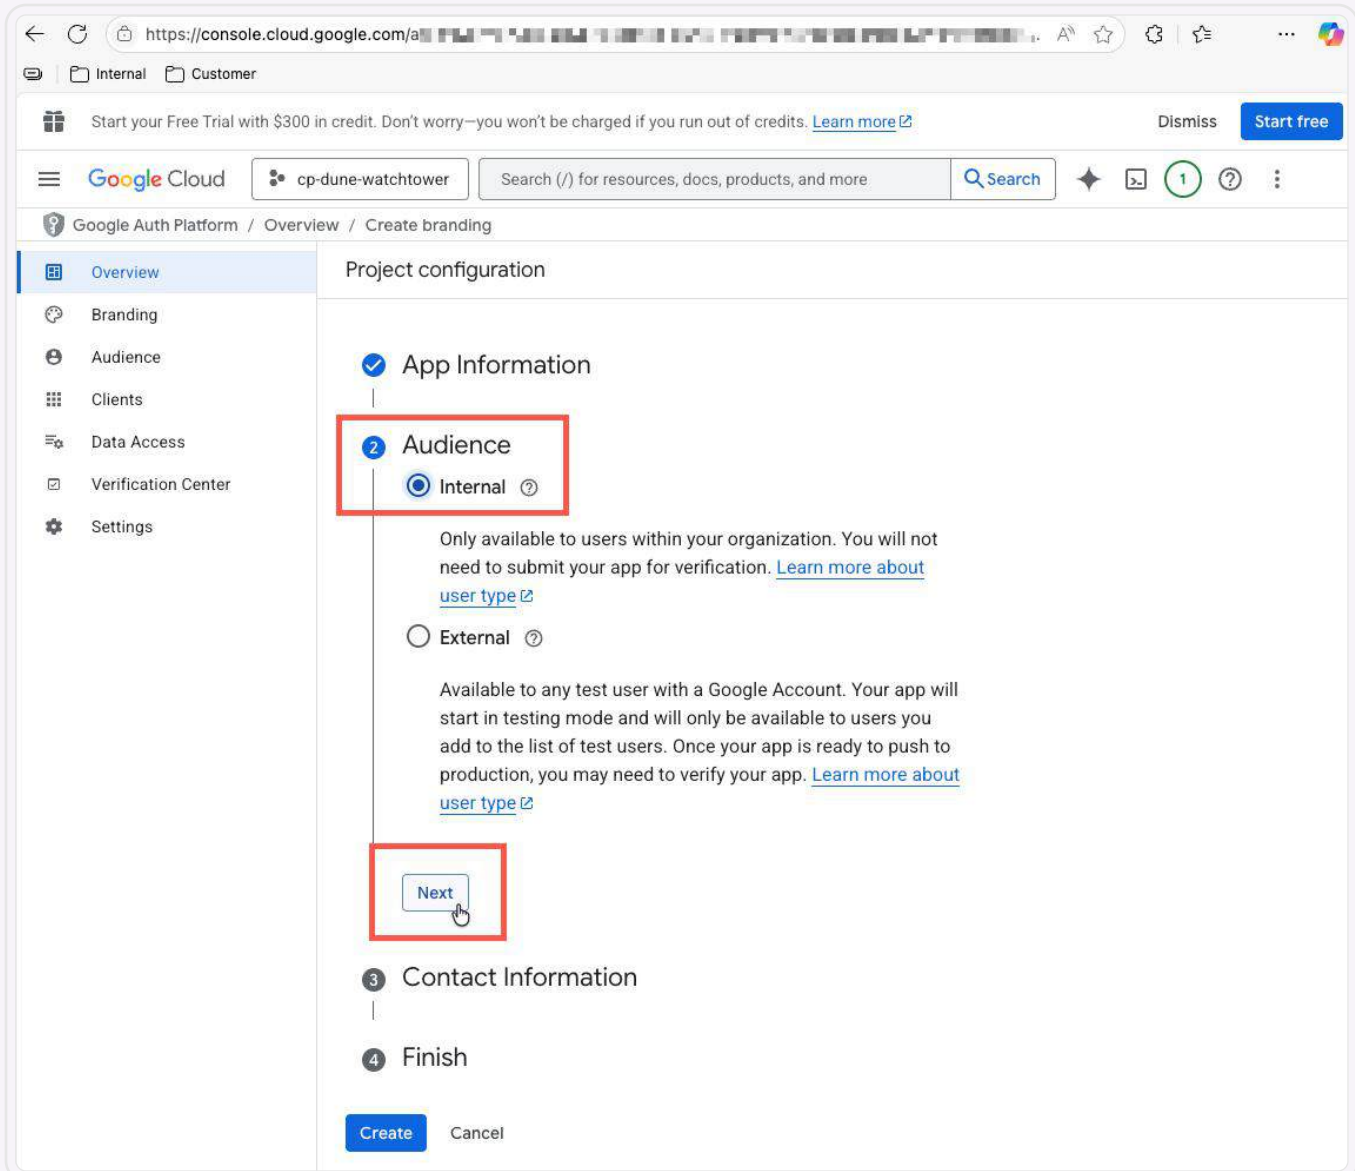 https://console.cloud.google.com/a
Internal Customer
Start your Free Trial with $300 in credit. Don't worry—you won't be charged if you run out of credits. Learn more Dismiss Start free
Google Cloud cp-dune-watchtower Search (/) for resources, docs, products, and more Search 1
Google Auth Platform / Overview / Create branding
Overview
Branding
Audience
Clients
Data Access
Verification Center
Settings
Project configuration
App Information
2 Audience
Internal
Only available to users within your organization. You will not
need to submit your app for verification. Learn more about
user type
External
Available to any test user with a Google Account. Your app will
start in testing mode and will only be available to users you
add to the list of test users. Once your app is ready to push to
production, you may need to verify your app. Learn more about
user type
Next
3 Contact Information
4 Finish
Create Cancel